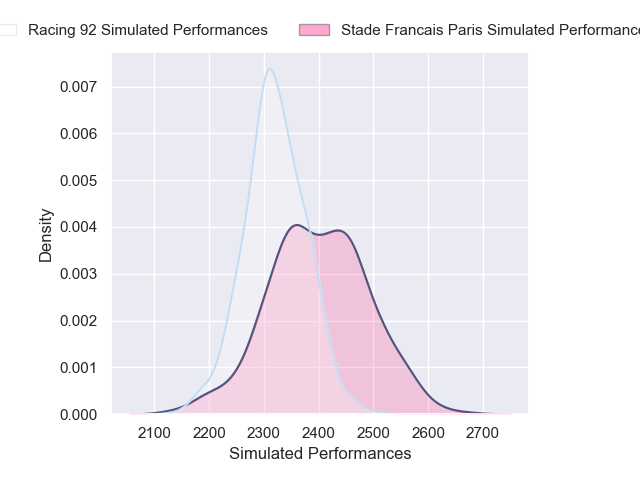 Racing 92 Simulated Performances
Stade Francais Paris Simulated Performance
0.007
0.006
0.005
0.004
0.003
0.002
0.001
0.000
Density
2100 2200 2300 2400 2500 2600 2700
Simulated Performances